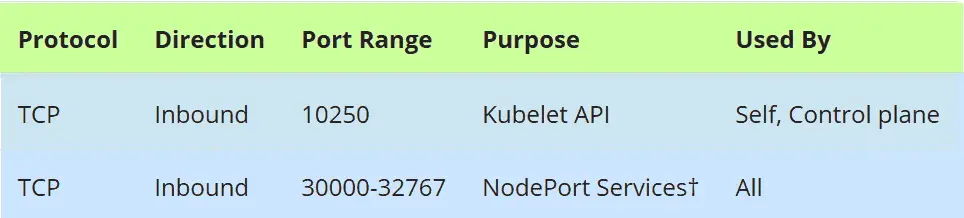 Protocol Direction Port Range Purpose Used By
TCP Inbound 10250 Kubelet API Self, Control plane
TCP Inbound 30000-32767 NodePort Services† All